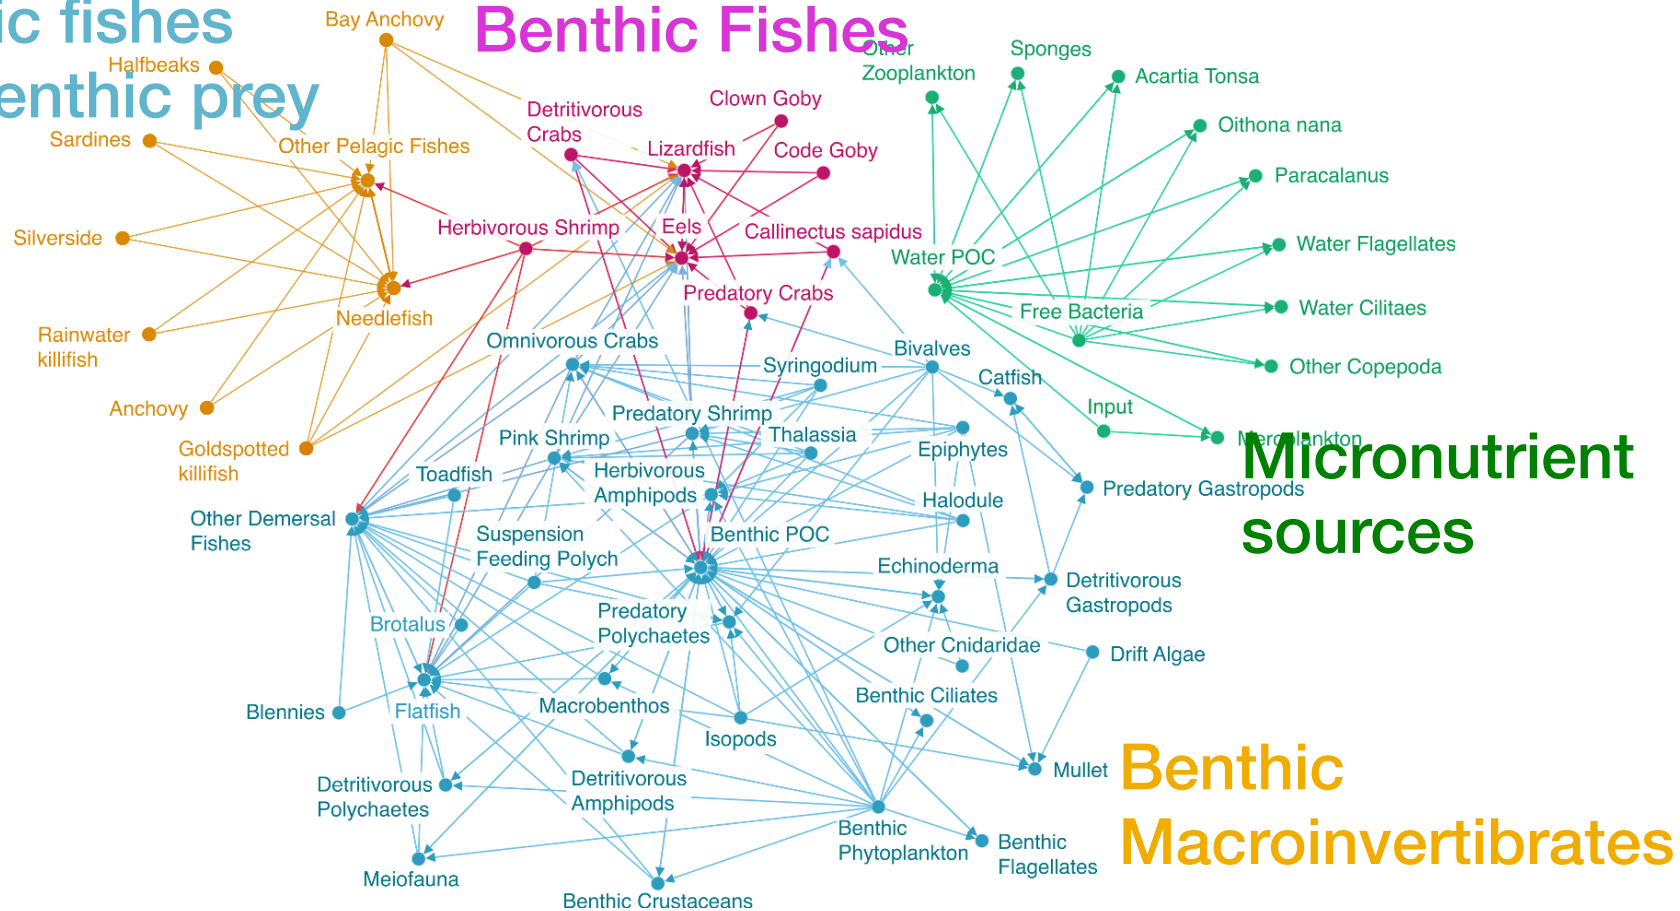 ic fishes
enthic prey
Benthic Fishes
Bay Anchovy
Halfbeaks
Sardines
Other Pelagic Fishes
Silverside
Rainwater
killifish
Needlefish
Anchovy
Goldspotted
killifish
Detritivorous
Crabs
Clown Goby
Lizardfish
Code Goby
Herbivorous Shrimp
Eels
Callinectus sapidus
Predatory Crabs
Other
Zooplankton
Sponges
Acartia Tonsa
Oithona nana
Paracalanus
Water POC
Water Flagellates
Free Bacteria
Water Cilitaes
Other Copepoda
Input
Meroplankton
Micronutrient
sources
Omnivorous Crabs
Syringodium
Bivalves
Catfish
Predatory Shrimp
Pink Shrimp
Thalassia
Epiphytes
Toadfish
Herbivorous
Amphipods
Halodule
Predatory Gastropods
Other Demersal
Fishes
Suspension
Feeding Polych
Benthic POC
Echinoderma
Detritivorous
Gastropods
Brotalus
Predatory
Polychaetes
Other Cnidaridae
Drift Algae
Blennies
Flatfish
Macrobenthos
Benthic Ciliates
Isopods
Detritivorous
Polychaetes
Detritivorous
Amphipods
Mullet
Benthic
Phytoplankton
Benthic
Flagellates
Meiofauna
Benthic Crustaceans
Benthic
Macroinvertibrates